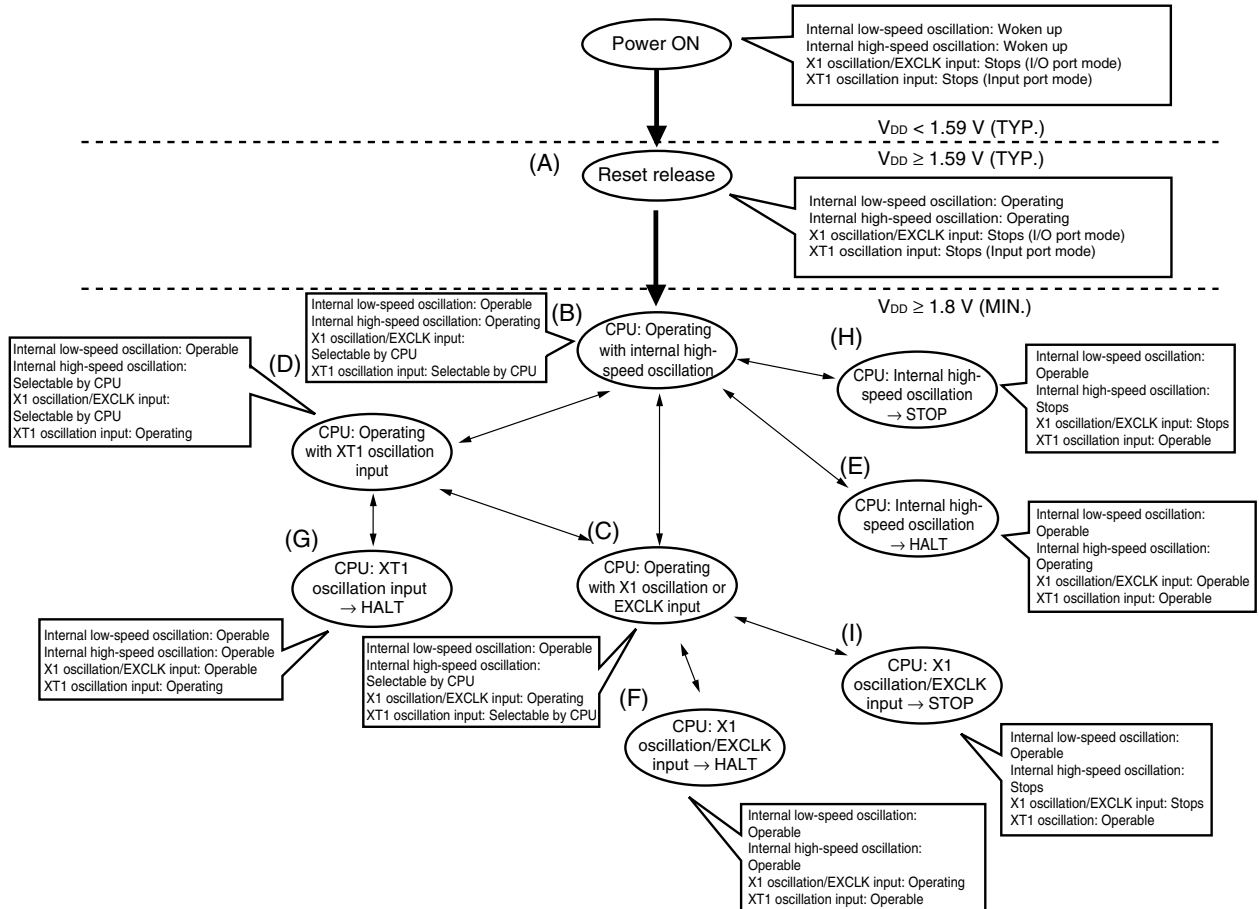 Power ON
Internal low-speed oscillation: Woken up
Internal high-speed oscillation: Woken up
X1 oscillation/EXCLK input: Stops (I/O port mode)
XT1 oscillation input: Stops (Input port mode)
VDD < 1.59 V (TYP.)
VDD ≥ 1.59 V (TYP.)
(A)
Reset release
Internal low-speed oscillation: Operating
Internal high-speed oscillation: Operating
X1 oscillation/EXCLK input: Stops (I/O port mode)
XT1 oscillation input: Stops (Input port mode)
VDD ≥ 1.8 V (MIN.)
Internal low-speed oscillation: Operable
Internal high-speed oscillation: Operating
X1 oscillation/EXCLK input:
Selectable by CPU
XT1 oscillation input: Selectable by CPU
(B)
CPU: Operating
with internal high-
speed oscillation
(H)
CPU: Internal high-
speed oscillation
→ STOP
Internal low-speed oscillation:
Operable
Internal high-speed oscillation:
Stops
X1 oscillation/EXCLK input: Stops
XT1 oscillation input: Operable
Internal low-speed oscillation: Operable
Internal high-speed oscillation:
Selectable by CPU
X1 oscillation/EXCLK input:
Selectable by CPU
XT1 oscillation input: Operating
(D)
CPU: Operating
with XT1 oscillation
input
(E)
CPU: Internal high-
speed oscillation
→ HALT
Internal low-speed oscillation:
Operable
Internal high-speed oscillation:
Operating
X1 oscillation/EXCLK input: Operable
XT1 oscillation input: Operable
(G)
CPU: XT1
oscillation input
→ HALT
Internal low-speed oscillation: Operable
Internal high-speed oscillation: Operable
X1 oscillation/EXCLK input: Operable
XT1 oscillation input: Operating
(C)
CPU: Operating
with X1 oscillation or
EXCLK input
Internal low-speed oscillation: Operable
Internal high-speed oscillation:
Selectable by CPU
X1 oscillation/EXCLK input: Operating
XT1 oscillation input: Selectable by CPU
(I)
CPU: X1
oscillation/EXCLK
input → STOP
Internal low-speed oscillation:
Operable
Internal high-speed oscillation:
Stops
X1 oscillation/EXCLK input: Stops
XT1 oscillation: Operable
(F)
CPU: X1
oscillation/EXCLK
input → HALT
Internal low-speed oscillation:
Operable
Internal high-speed oscillation:
Operable
X1 oscillation/EXCLK input: Operating
XT1 oscillation input: Operable